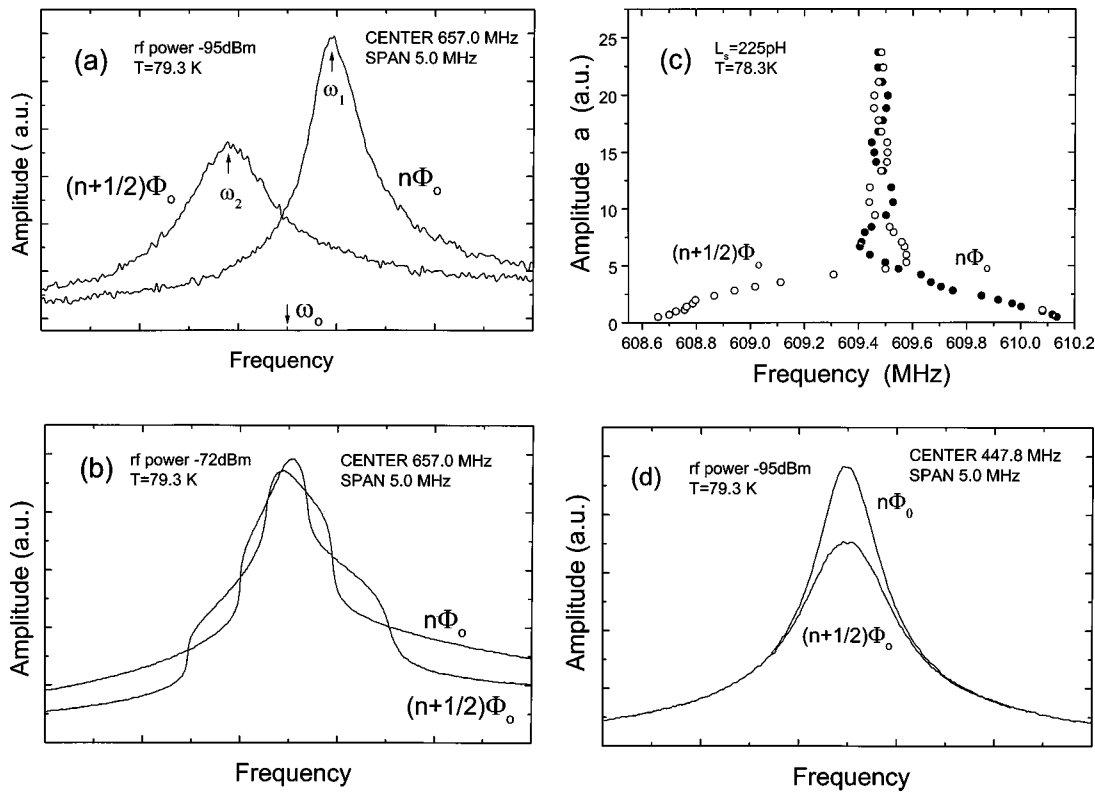 (a)
rf power -95dBm
T=79.3 K
CENTER 657.0 MHz
SPAN 5.0 MHz
ω₁
(n+1/2)Φₒ
ω₂
nΦₒ
ωₒ
Amplitude ( a.u.)
Frequency
(c)
Lₛ=225pH
T=78.3K
25
20
15
10
5
0
(n+1/2)Φₒ
nΦₒ
608.6 608.8 609.0 609.2 609.4 609.6 609.8 610.0 610.2
Amplitude a (a.u.)
Frequency (MHz)
(b)
rf power -72dBm
T=79.3 K
CENTER 657.0 MHz
SPAN 5.0 MHz
nΦₒ
(n+1/2)Φₒ
Amplitude (a.u.)
Frequency
(d)
rf power -95dBm
T=79.3 K
CENTER 447.8 MHz
SPAN 5.0 MHz
nΦ₀
(n+1/2)Φₒ
Amplitude (a.u.)
Frequency